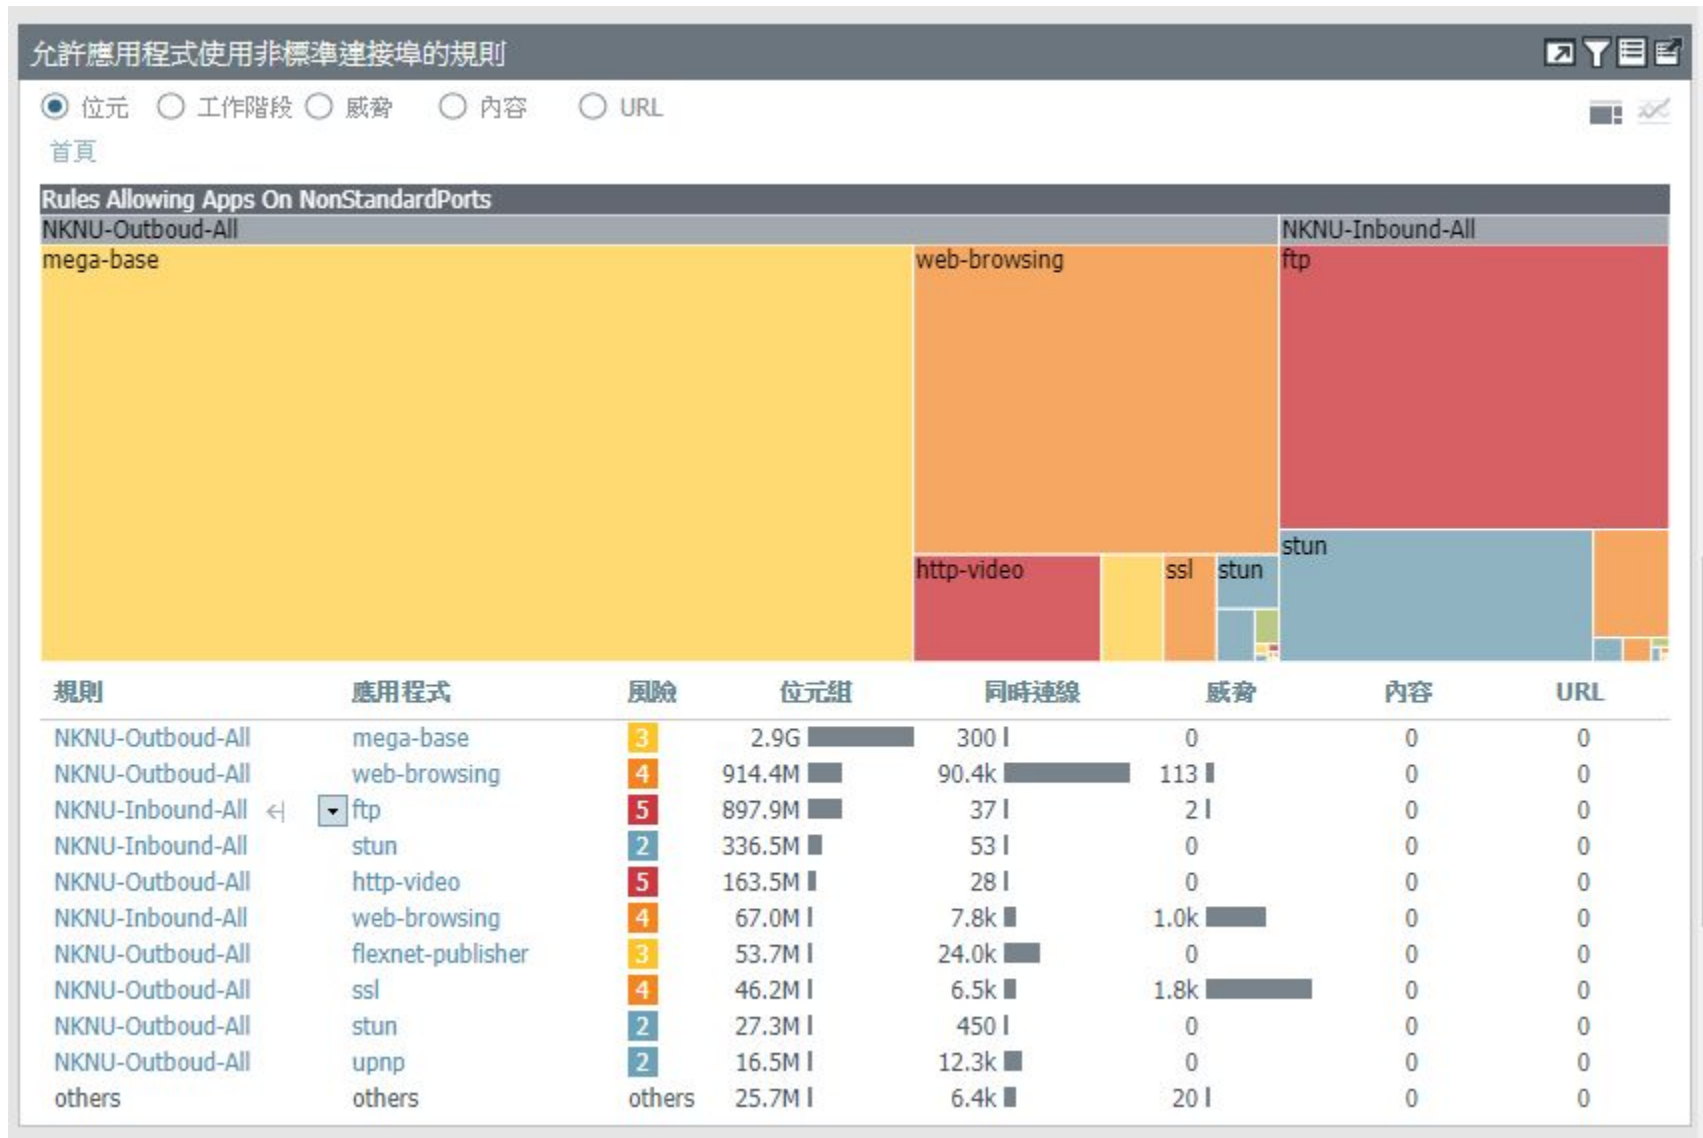 允許應用程式使用非標準連接埠的規則
位元 工作階段 威脅 內容 URL
首頁
Rules Allowing Apps On NonStandardPorts
NKNU-Outboud-All NKNU-Inbound-All
mega-base web-browsing ftp
http-video ssl stun stun
規則 應用程式 風險 位元組 同時連線 威脅 內容 URL
NKNU-Outboud-All mega-base 3 2.9G 300 0 0 0
NKNU-Outboud-All web-browsing 4 914.4M 90.4k 113 0 0
NKNU-Inbound-All ftp 5 897.9M 37 2 0 0
NKNU-Inbound-All stun 2 336.5M 53 0 0 0
NKNU-Outboud-All http-video 5 163.5M 28 0 0 0
NKNU-Inbound-All web-browsing 4 67.0M 7.8k 1.0k 0 0
NKNU-Outboud-All flexnet-publisher 3 53.7M 24.0k 0 0 0
NKNU-Outboud-All ssl 4 46.2M 6.5k 1.8k 0 0
NKNU-Outboud-All stun 2 27.3M 450 0 0 0
NKNU-Outboud-All upnp 2 16.5M 12.3k 0 0 0
others others others 25.7M 6.4k 20 0 0